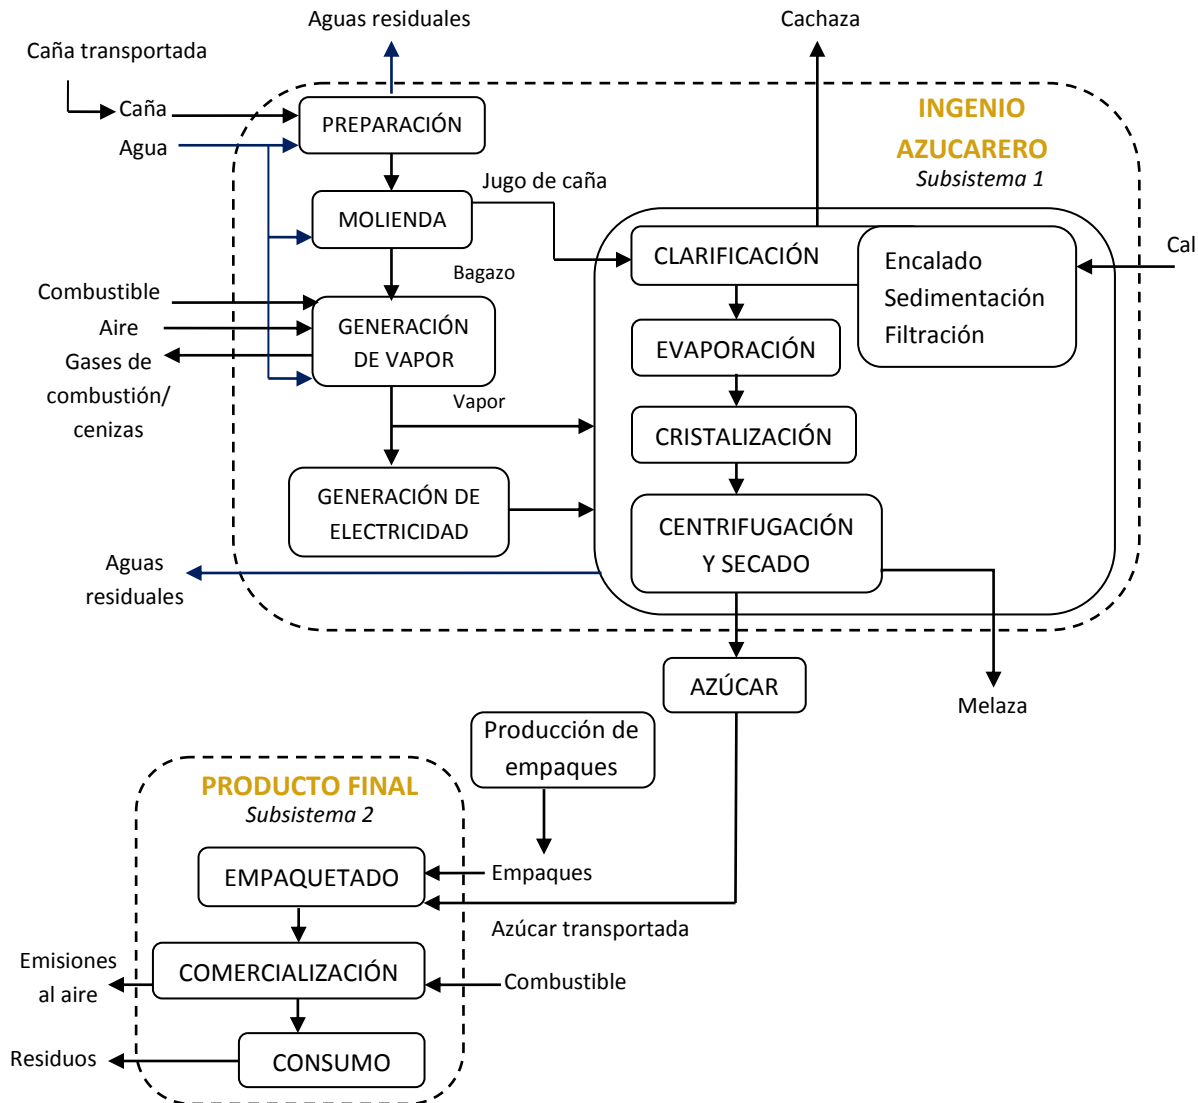 Aguas residuales
Cachaza
Caña transportada
Caña
Agua
PREPARACIÓN
INGENIO
AZUCARERO
Subsistema 1
Jugo de caña
MOLIENDA
CLARIFICACIÓN
Encalado
Sedimentación
Filtración
Cal
Bagazo
Combustible
Aire
Gases de
combustión/
cenizas
GENERACIÓN
DE VAPOR
EVAPORACIÓN
Vapor
CRISTALIZACIÓN
GENERACIÓN DE
ELECTRICIDAD
CENTRIFUGACIÓN
Y SECADO
Aguas
residuales
AZÚCAR
Melaza
Producción de
empaques
PRODUCTO FINAL
Subsistema 2
EMPAQUETADO
Empaques
Azúcar transportada
Emisiones
al aire
COMERCIALIZACIÓN
Combustible
Residuos
CONSUMO